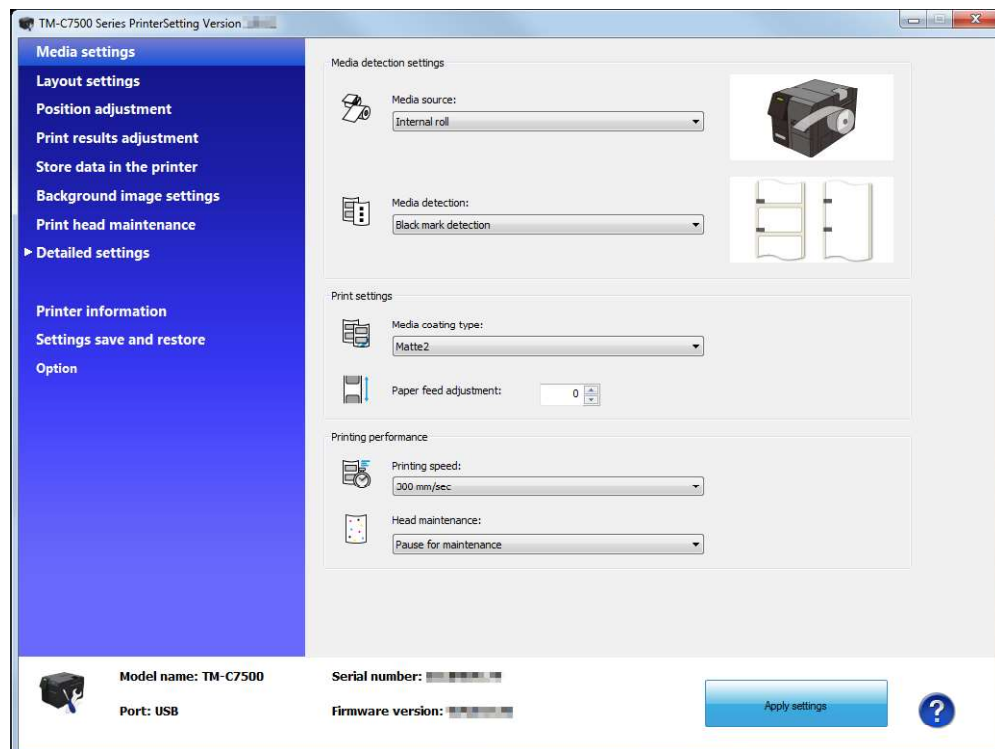 TM-C7500 Series PrinterSetting Version
Media settings
Layout settings
Position adjustment
Print results adjustment
Store data in the printer
Background image settings
Print head maintenance
Detailed settings
Printer information
Settings save and restore
Option
Media detection settings
Media source:
Internal roll
Media detection:
Black mark detection
Print settings
Media coating type:
Matte2
Paper feed adjustment:
0
Printing performance
Printing speed:
300 mm/sec
Head maintenance:
Pause for maintenance
Model name: TM-C7500
Serial number:
Port: USB
Firmware version:
Apply settings
?